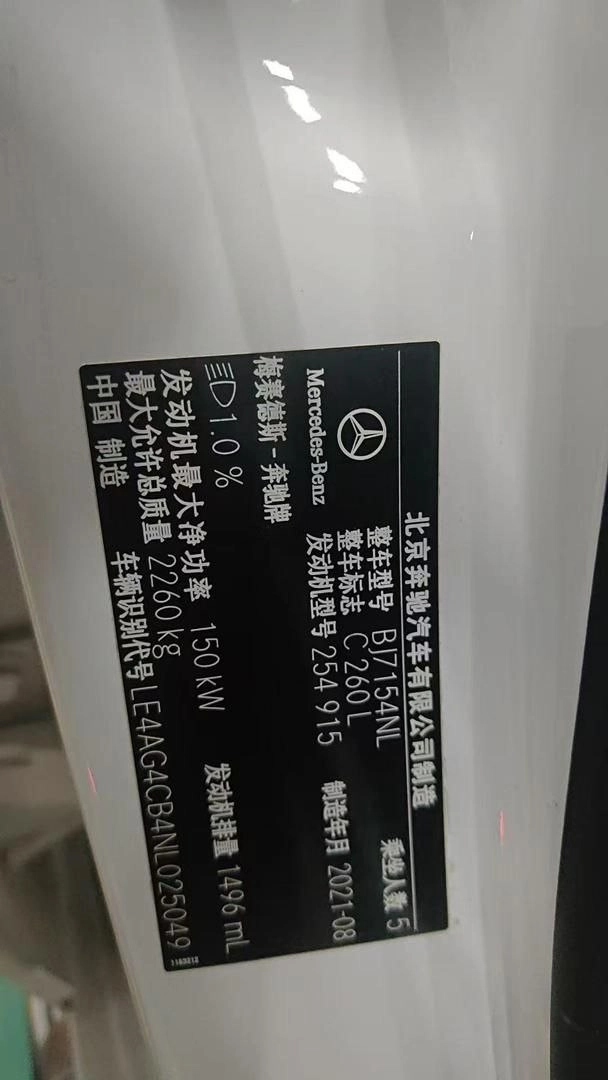 北京奔驰汽车有限公司制造
Mercedes-Benz
梅赛德斯-奔驰牌
整车型号 BJ7154NL
乘坐人数 5
整车标志 C 260 L
发动机型号 254 915
制造年月 2021-08
1.0 %
发动机最大净功率 150 kW
发动机排量 1496 mL
最大允许总质量 2260 kg
中国 制造
车辆识别代号 LE4AG4CB4NL025049
1183212